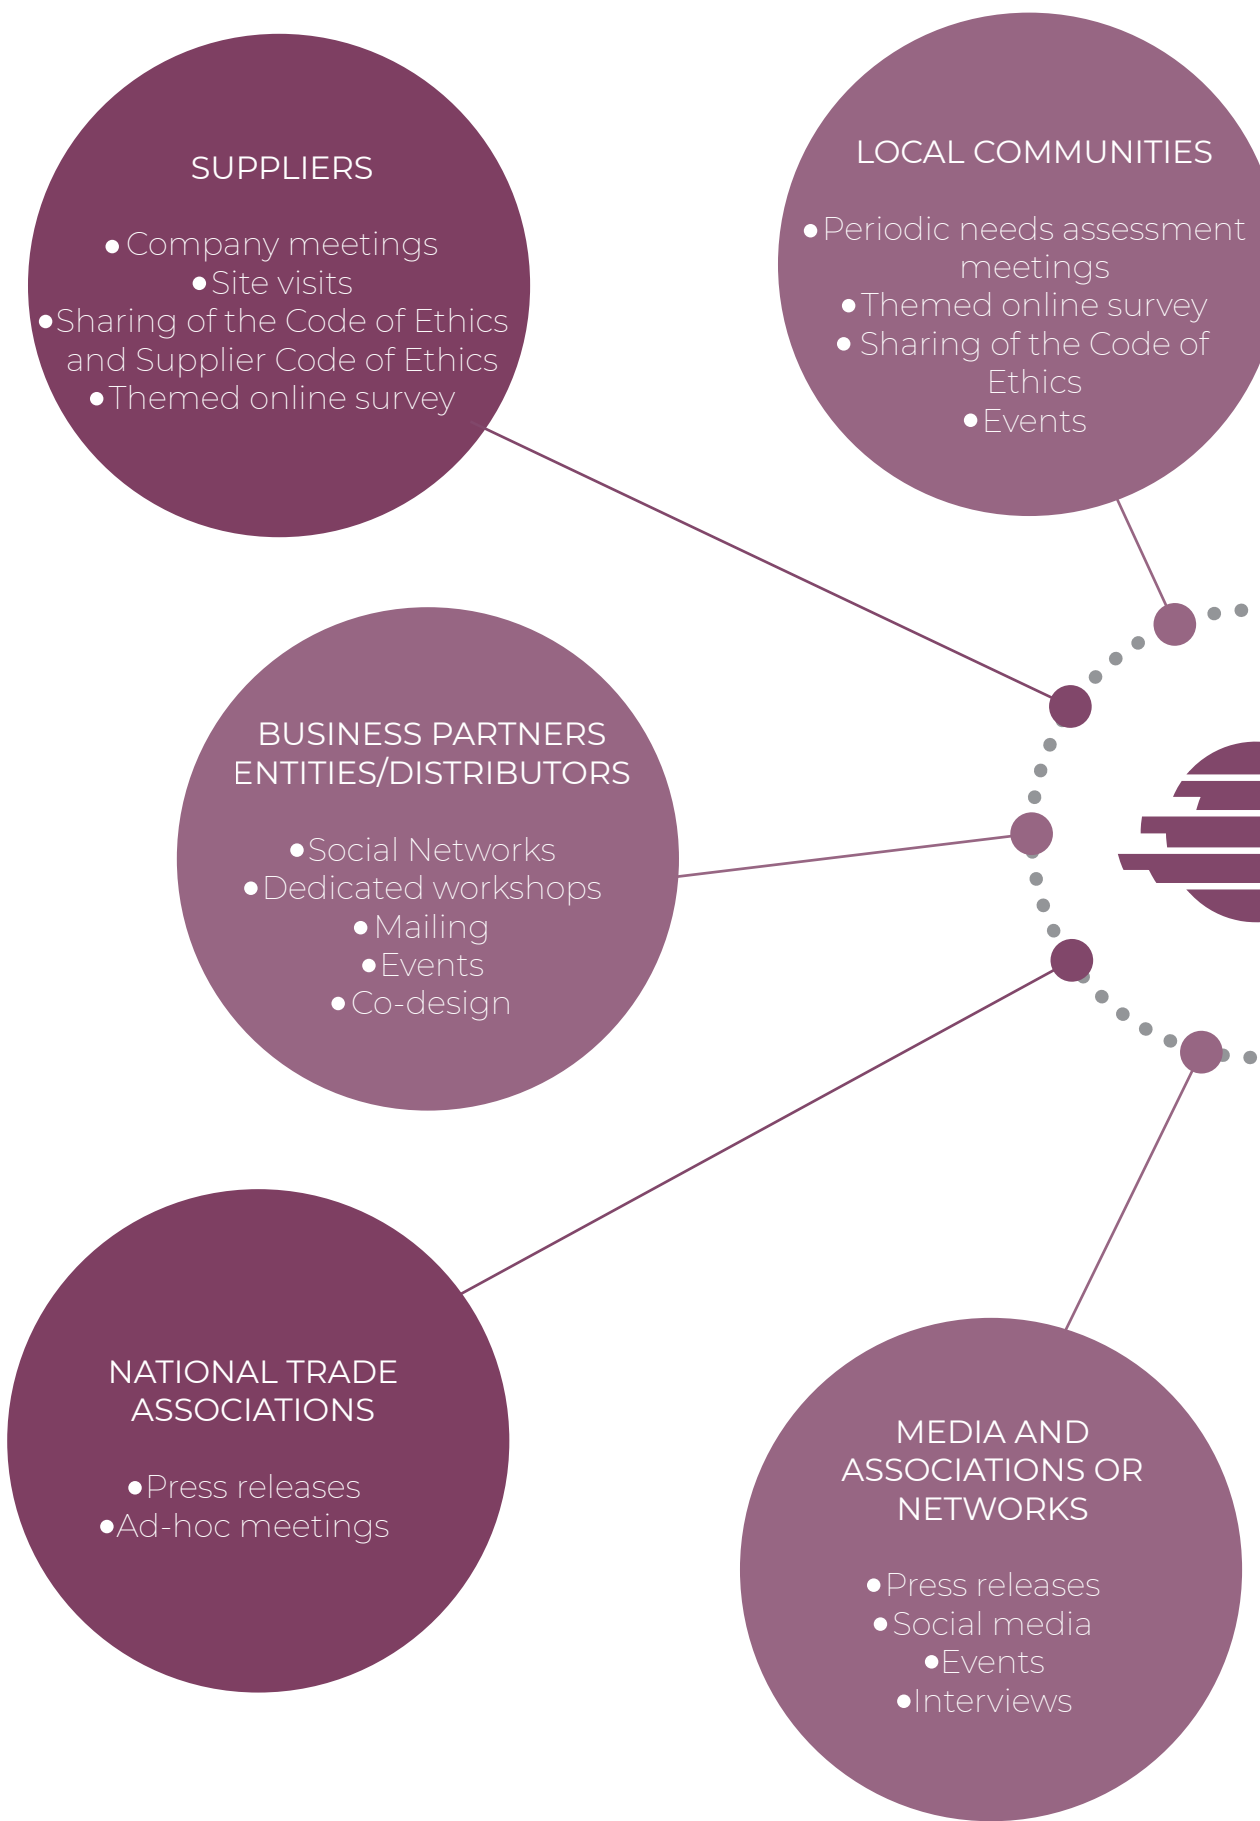 SUPPLIERS
● Company meetings
● Site visits
● Sharing of the Code of Ethics
and Supplier Code of Ethics
● Themed online survey
LOCAL COMMUNITIES
● Periodic needs assessment
meetings
● Themed online survey
● Sharing of the Code of
Ethics
● Events
BUSINESS PARTNERS
ENTITIES/DISTRIBUTORS
● Social Networks
● Dedicated workshops
● Mailing
● Events
● Co-design
NATIONAL TRADE
ASSOCIATIONS
● Press releases
● Ad-hoc meetings
MEDIA AND
ASSOCIATIONS OR
NETWORKS
● Press releases
● Social media
● Events
● Interviews